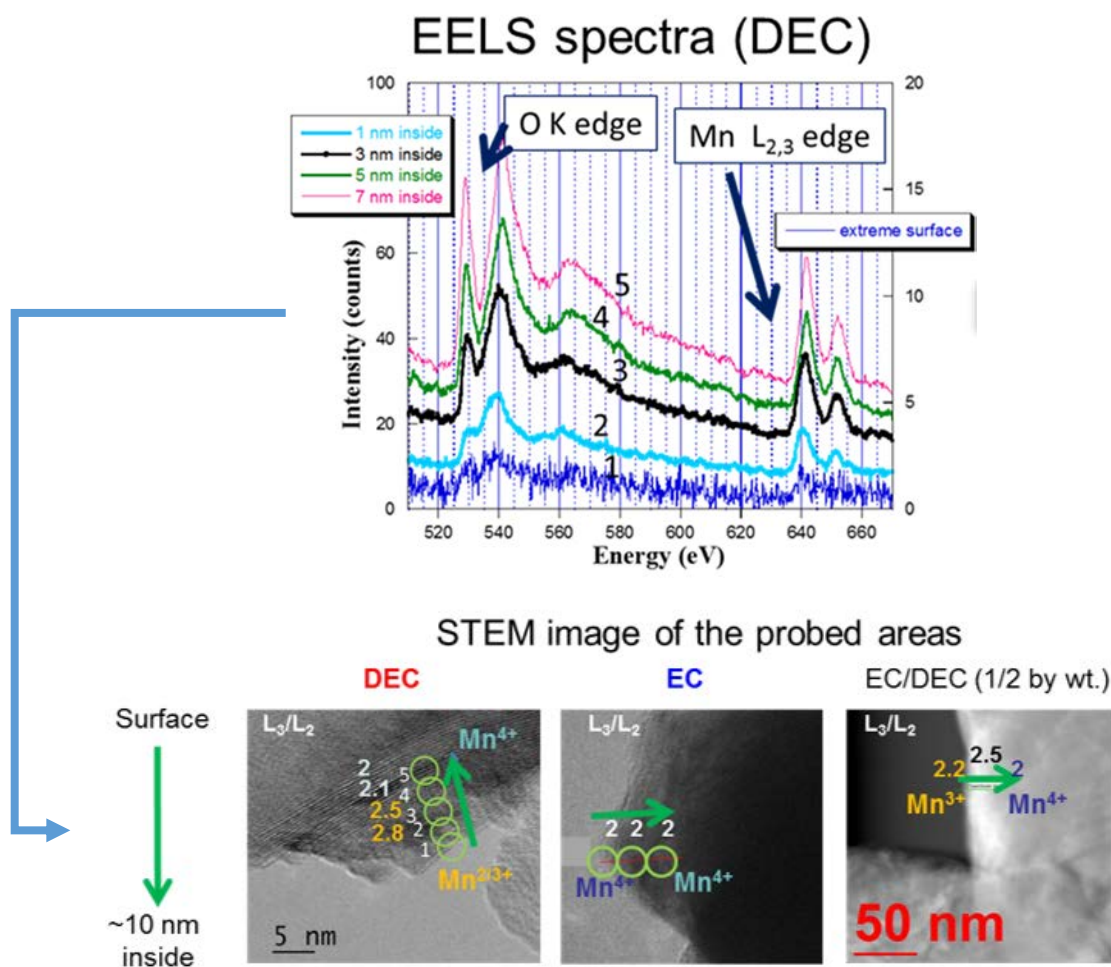 EELS spectra (DEC)
100
20
O K edge
Mn L2,3 edge
1 nm inside
3 nm inside
5 nm inside
7 nm inside
15
extreme surface
60
40
20
0
10
5
0
5
4
3
2
1
Intensity (counts)
520 540 560 580 600 620 640 660
Energy (eV)
STEM image of the probed areas
DEC
EC
EC/DEC (1/2 by wt.)
Surface
~10 nm
inside
L3/L2
Mn4+
2
2.1
2.5
2.8
5
4
3
2
1
Mn2/3+
5 nm
L3/L2
2 2 2
Mn4+
Mn4+
L3/L2
2.2 2.5 2
Mn3+ Mn4+
50 nm